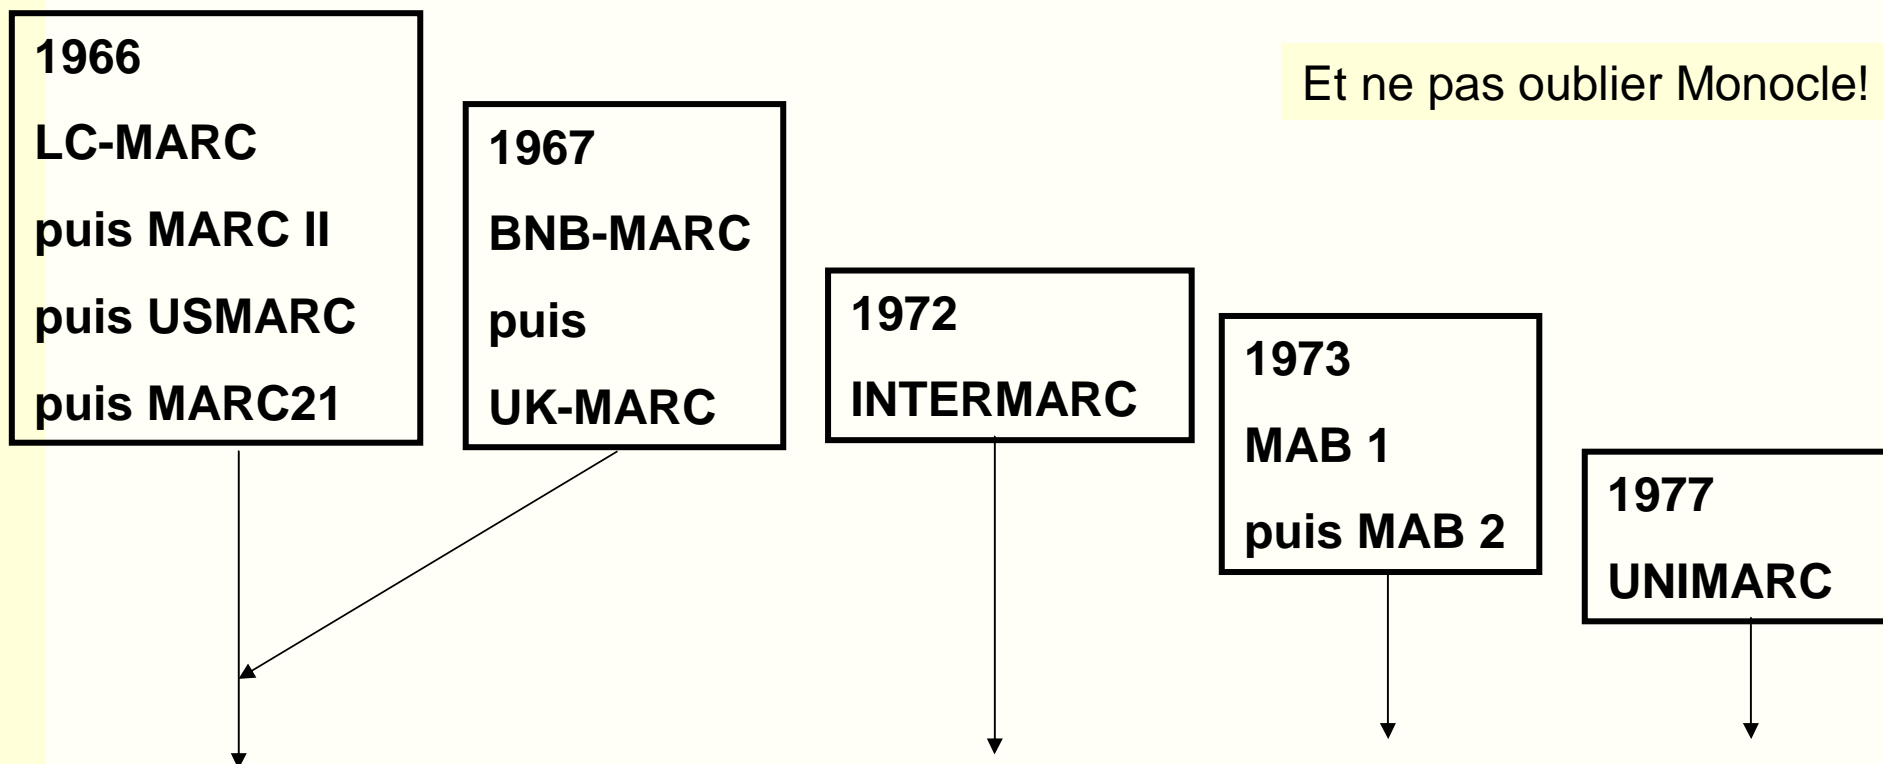 1966
LC-MARC
puis MARC II
puis USMARC
puis MARC21
1967
BNB-MARC
puis
UK-MARC
1972
INTERMARC
1973
MAB 1
puis MAB 2
1977
UNIMARC
Et ne pas oublier Monocle!